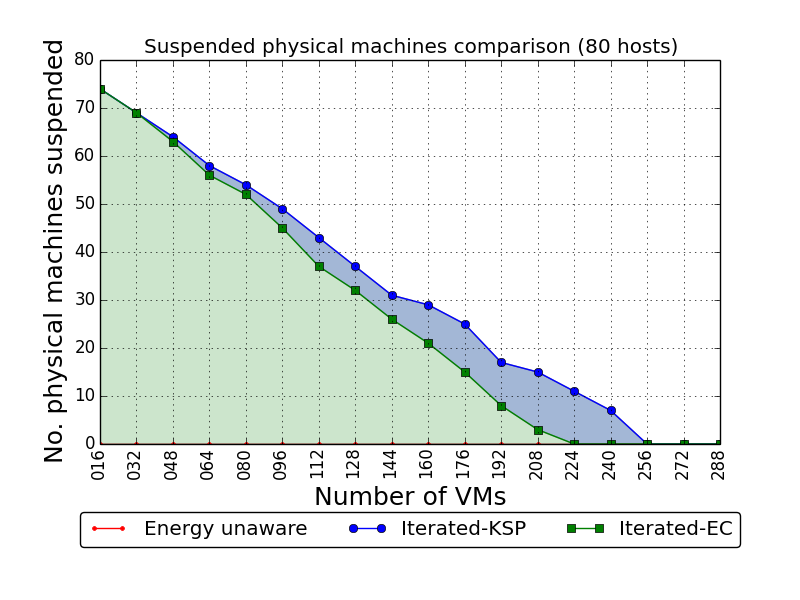 Suspended physical machines comparison (80 hosts)
No. physical machines suspended
80
70
60
50
40
30
20
10
0
016 032 048 064 080 096 112 128 144 160 176 192 208 224 240 256 272 288
Number of VMs
Energy unaware Iterated-KSP Iterated-EC